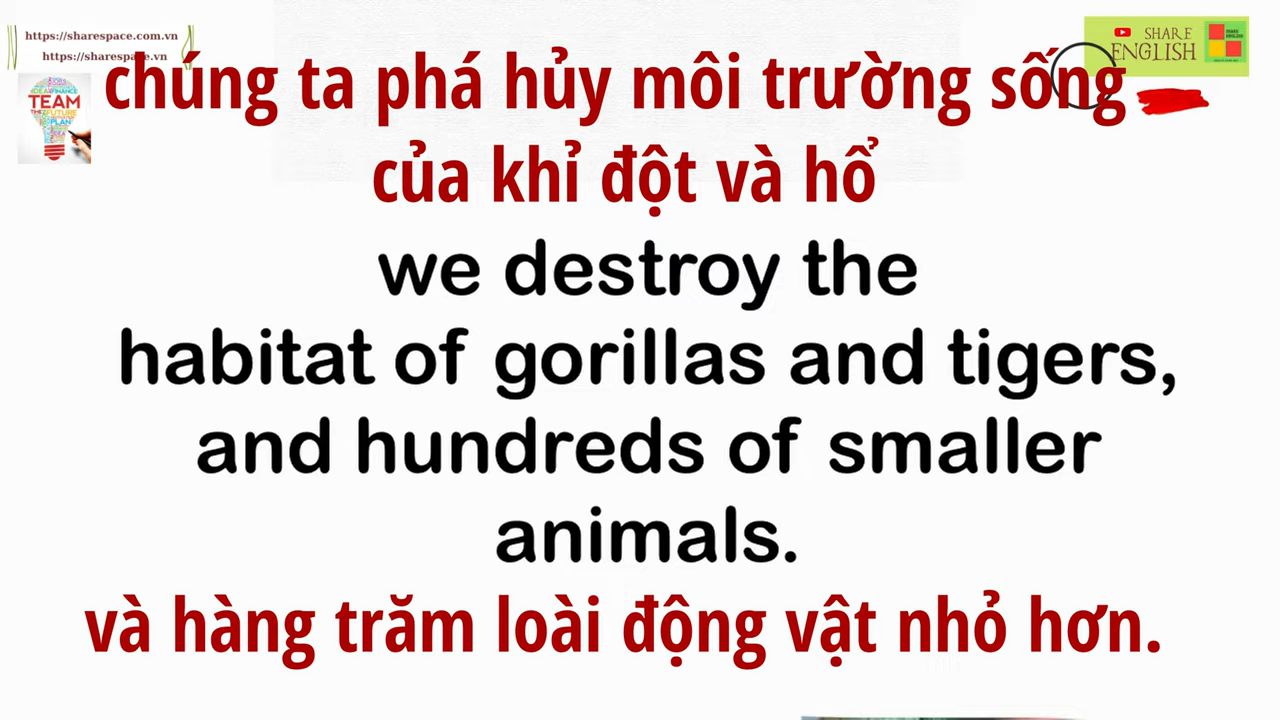 https://sharespace.com.vn
https://sharespace.vn
SHARE
ENGLISH
TEAM
PLAN
chúng ta phá hủy môi trường sống
của khỉ đột và hổ
we destroy the
habitat of gorillas and tigers,
and hundreds of smaller
animals.
và hàng trăm loài động vật nhỏ hơn.